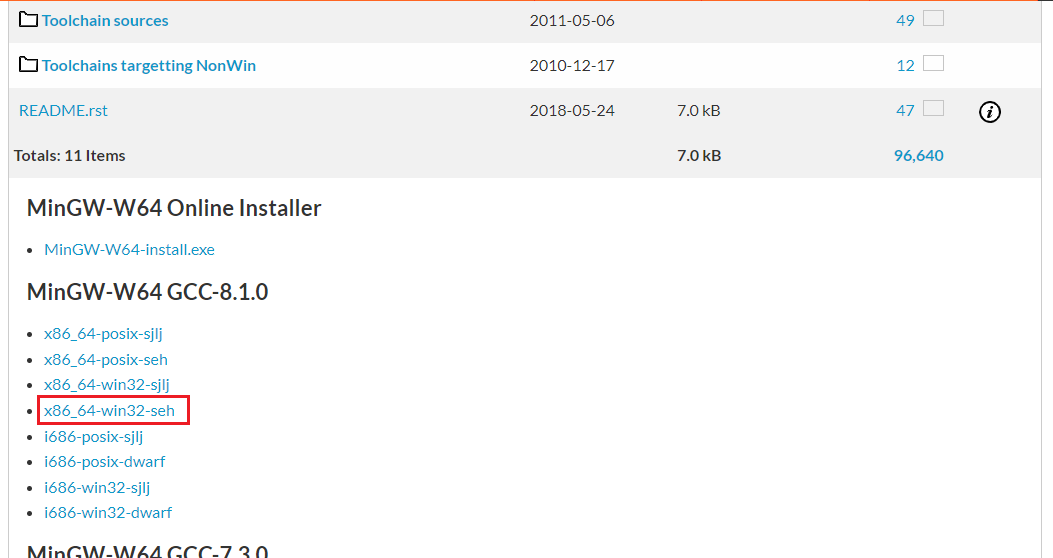 Toolchain sources 2011-05-06 49
Toolchains targetting NonWin 2010-12-17 12
README.rst 2018-05-24 7.0 kB 47 i
Totals: 11 Items 7.0 kB 96,640
MinGW-W64 Online Installer
• MinGW-W64-install.exe
MinGW-W64 GCC-8.1.0
• x86_64-posix-sjlj
• x86_64-posix-seh
• x86_64-win32-sjlj
• x86_64-win32-seh
• i686-posix-sjlj
• i686-posix-dwarf
• i686-win32-sjlj
• i686-win32-dwarf
MinGW-W64 GCC-7.3.0